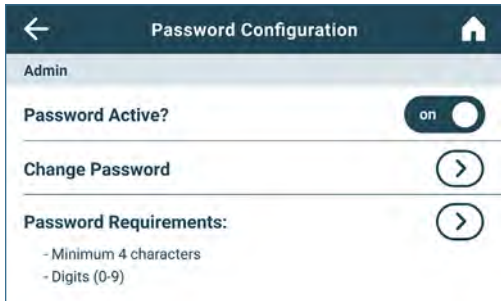 Password Configuration
Admin
Password Active?
on
Change Password
Password Requirements:
- Minimum 4 characters
- Digits (0-9)